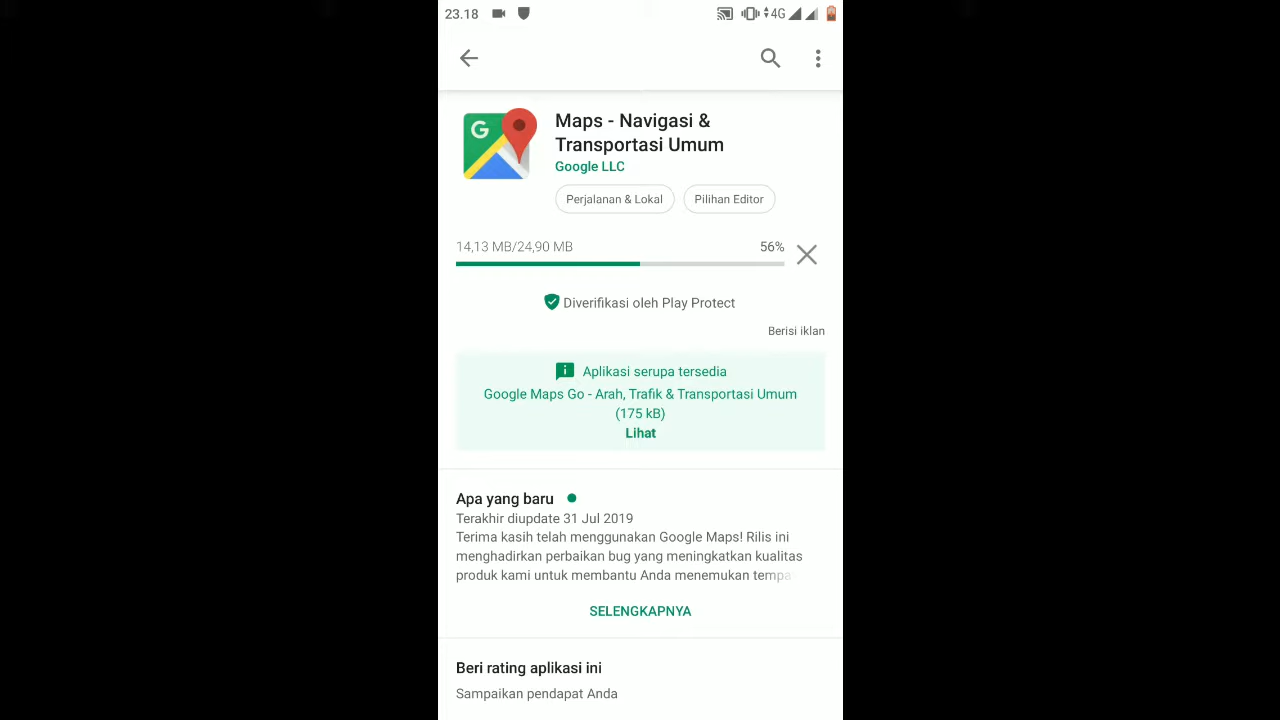 23.18
4G
G
Maps - Navigasi &
Transportasi Umum
Google LLC
Perjalanan & Lokal
Pilihan Editor
14,13 MB/24,90 MB
56%
Diverifikasi oleh Play Protect
Berisi iklan
Aplikasi serupa tersedia
Google Maps Go - Arah, Trafik & Transportasi Umum
(175 kB)
Lihat
Apa yang baru
Terakhir diupdate 31 Jul 2019
Terima kasih telah menggunakan Google Maps! Rilis ini
menghadirkan perbaikan bug yang meningkatkan kualitas
produk kami untuk membantu Anda menemukan tempa
SELENGKAPNYA
Beri rating aplikasi ini
Sampaikan pendapat Anda